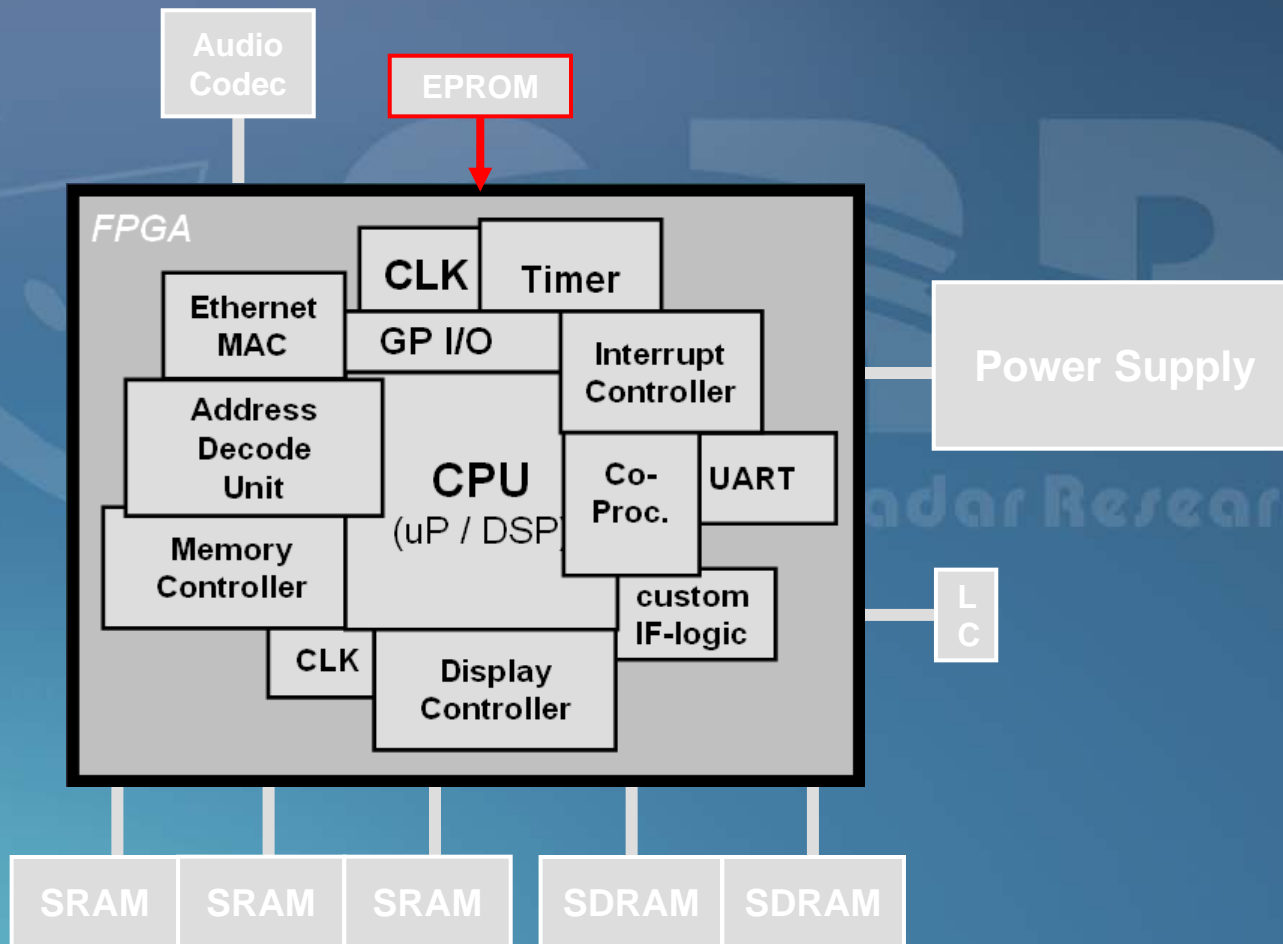 Audio
Codec
EPROM
FPGA
CLK
Timer
Ethernet
MAC
GP I/O
Interrupt
Controller
Power Supply
Address
Decode
Unit
CPU
(uP / DSP)
Co-
Proc.
UART
Memory
Controller
custom
IF-logic
L
C
CLK
Display
Controller
SRAM
SRAM
SRAM
SDRAM
SDRAM